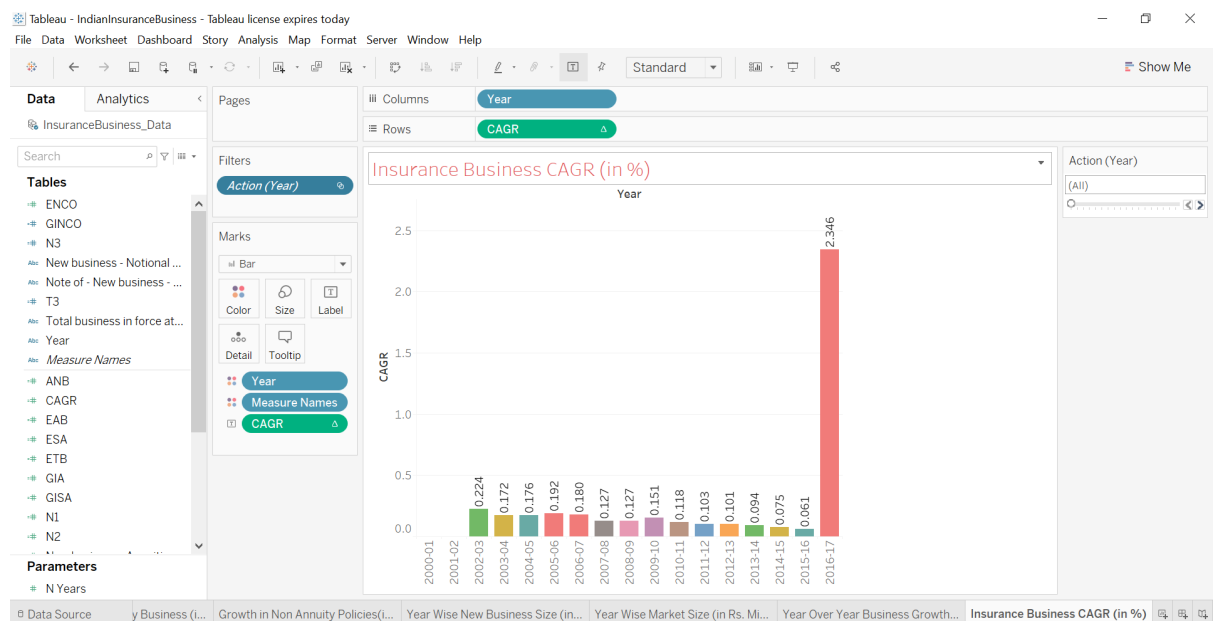 Tableau - IndianInsuranceBusiness - Tableau license expires today
File Data Worksheet Dashboard Story Analysis Map Format Server Window Help
Standard
Show Me
Data
Analytics
InsuranceBusiness_Data
Search
Tables
ENCO
GINCO
N3
Abc New business - Notional ...
Abc Note of - New business - ...
T3
Abc Total business in force at...
Abc Year
Abc Measure Names
ANB
CAGR
EAB
ESA
ETB
GIA
GISA
N1
N2
Parameters
N Years
Pages
Filters
Action (Year)
Marks
Bar
Color
Size
Label
Detail
Tooltip
Year
Measure Names
CAGR
Columns
Year
Rows
CAGR
Insurance Business CAGR (in %)
Year
CAGR
2.5
2.0
1.5
1.0
0.5
0.0
0.224
0.172
0.176
0.192
0.180
0.127
0.127
0.151
0.118
0.103
0.101
0.094
0.075
0.061
2.346
2000-01
2001-02
2002-03
2003-04
2004-05
2005-06
2006-07
2007-08
2008-09
2009-10
2010-11
2011-12
2012-13
2013-14
2014-15
2015-16
2016-17
Action (Year)
(All)
Data Source
y Business (i...
Growth in Non Annuity Policies(i...
Year Wise New Business Size (in...
Year Wise Market Size (in Rs. Mi...
Year Over Year Business Growth...
Insurance Business CAGR (in %)